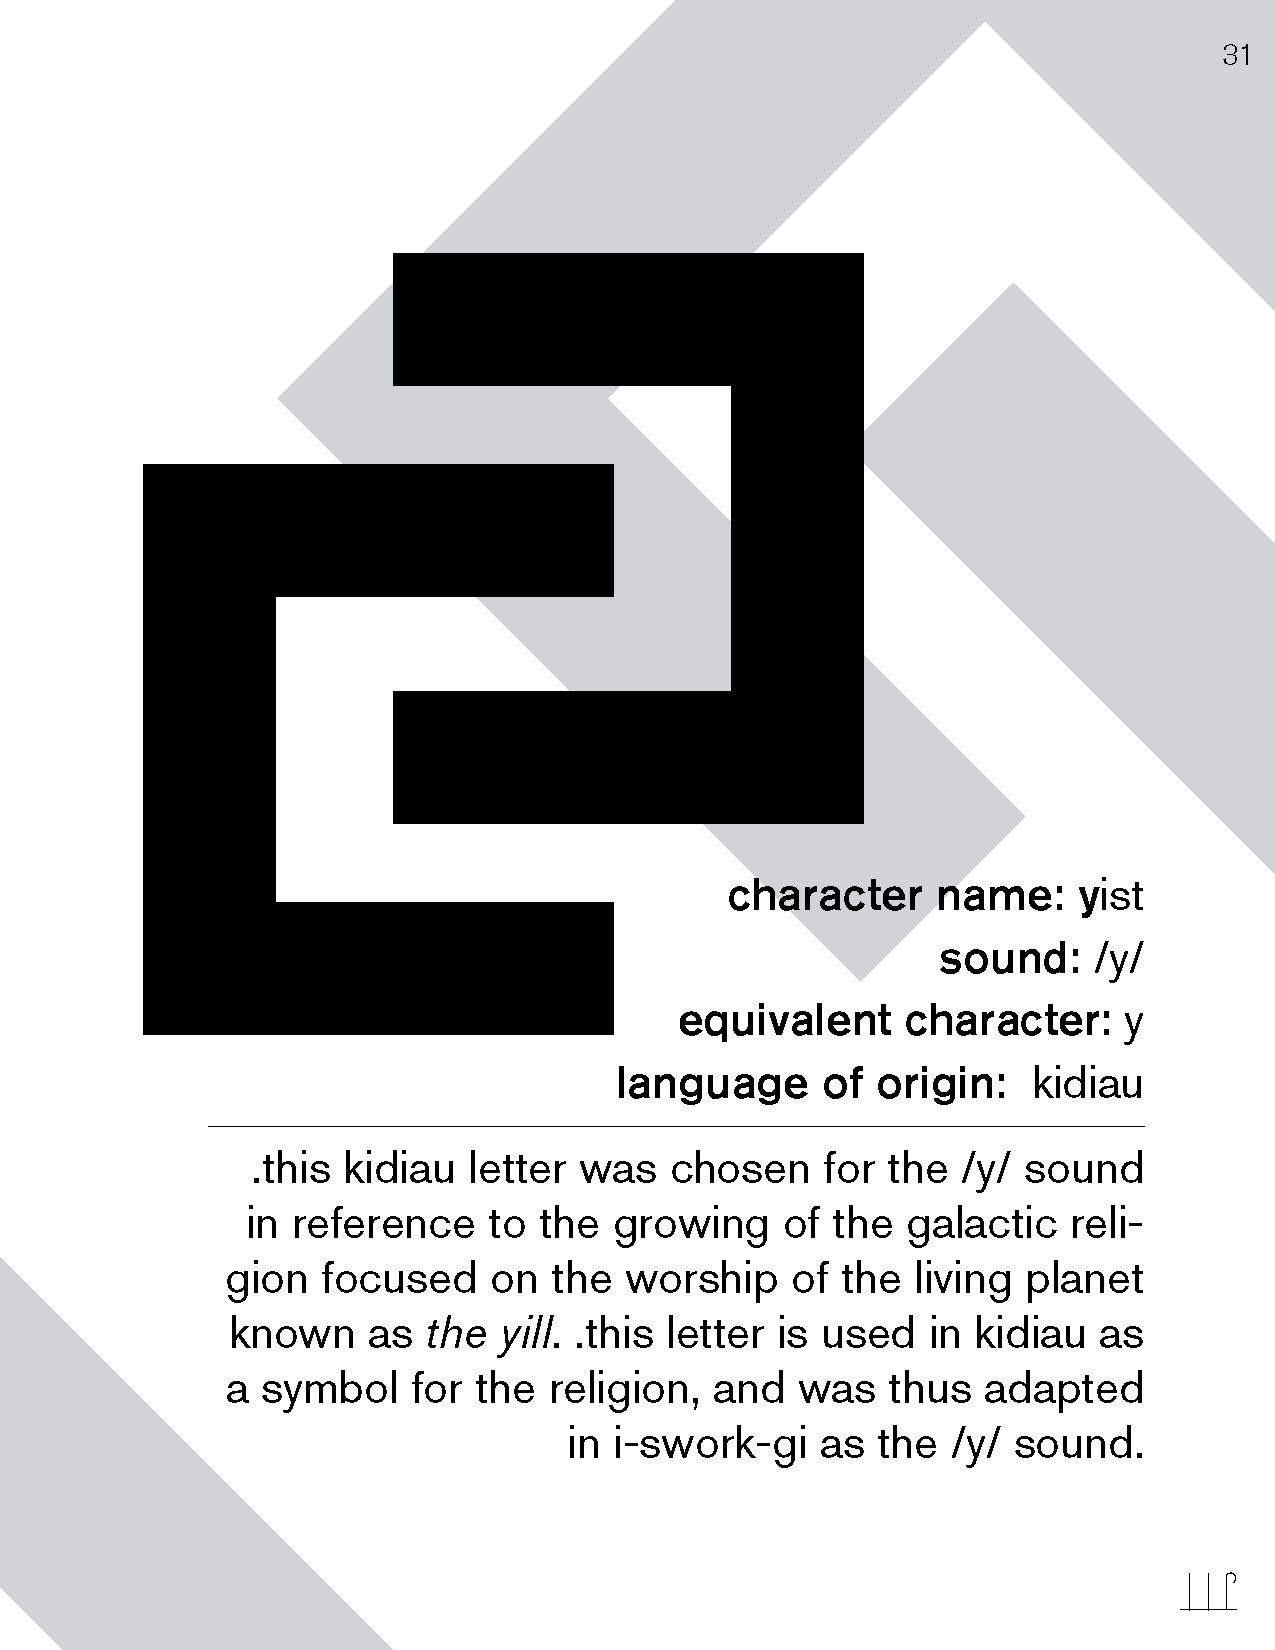 31
character name: yist
sound: /y/
equivalent character: y
language of origin: kidiau
.this kidiau letter was chosen for the /y/ sound
in reference to the growing of the galactic reli-
gion focused on the worship of the living planet
known as the yill. .this letter is used in kidiau as
a symbol for the religion, and was thus adapted
in i-swork-gi as the /y/ sound.